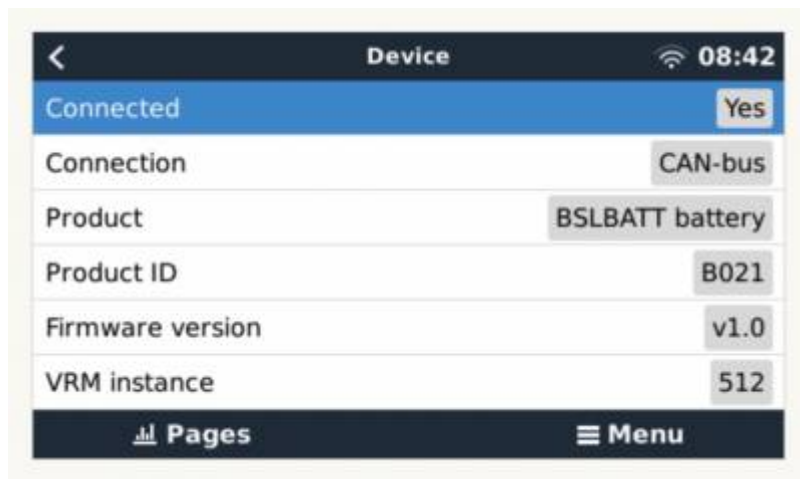 Device 08:42
Connected Yes
Connection CAN-bus
Product BSLBATT battery
Product ID B021
Firmware version v1.0
VRM instance 512
Pages Menu